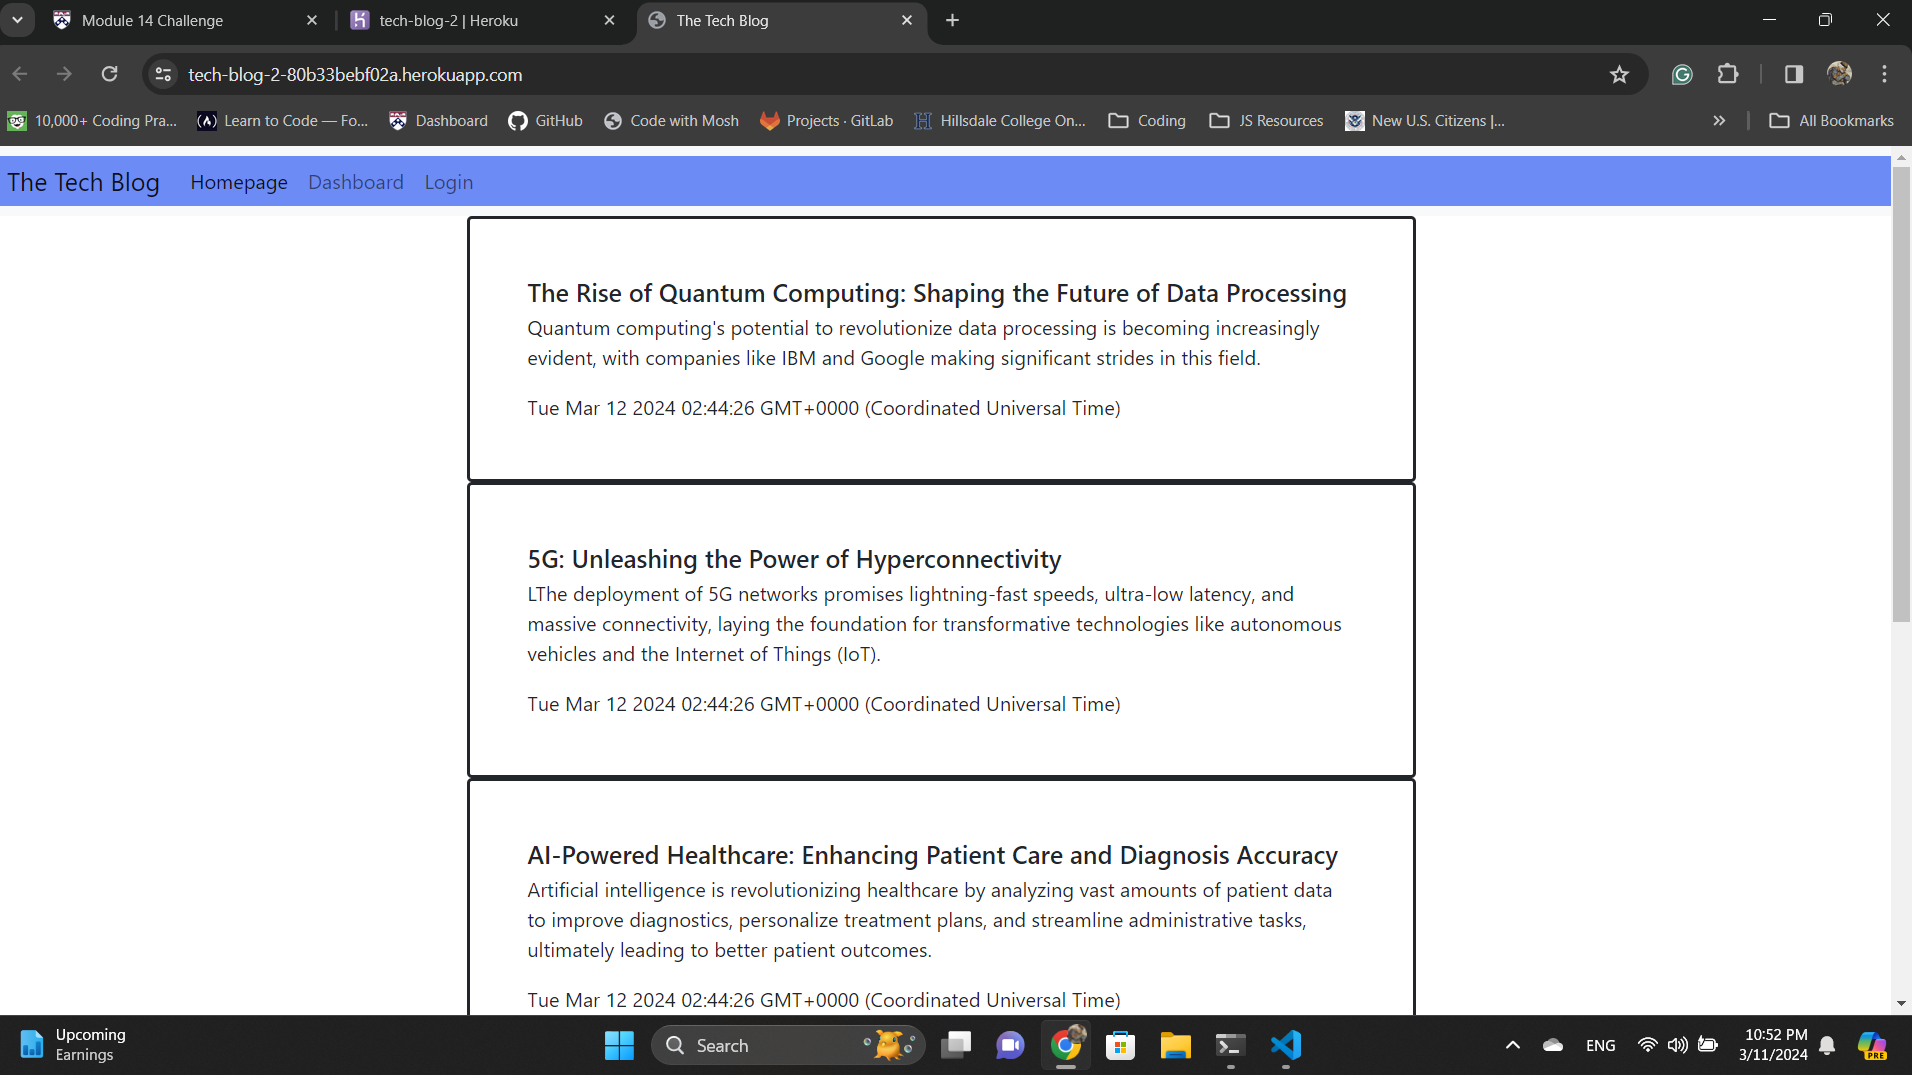 Module 14 Challenge
tech-blog-2 | Heroku
The Tech Blog
tech-blog-2-80b33bebf02a.herokuapp.com
10,000+ Coding Pra...
Learn to Code — Fo...
Dashboard
GitHub
Code with Mosh
Projects · GitLab
Hillsdale College On...
Coding
JS Resources
New U.S. Citizens |...
All Bookmarks
The Tech Blog
Homepage
Dashboard
Login
The Rise of Quantum Computing: Shaping the Future of Data Processing
Quantum computing's potential to revolutionize data processing is becoming increasingly
evident, with companies like IBM and Google making significant strides in this field.
Tue Mar 12 2024 02:44:26 GMT+0000 (Coordinated Universal Time)
5G: Unleashing the Power of Hyperconnectivity
LThe deployment of 5G networks promises lightning-fast speeds, ultra-low latency, and
massive connectivity, laying the foundation for transformative technologies like autonomous
vehicles and the Internet of Things (IoT).
Tue Mar 12 2024 02:44:26 GMT+0000 (Coordinated Universal Time)
AI-Powered Healthcare: Enhancing Patient Care and Diagnosis Accuracy
Artificial intelligence is revolutionizing healthcare by analyzing vast amounts of patient data
to improve diagnostics, personalize treatment plans, and streamline administrative tasks,
ultimately leading to better patient outcomes.
Tue Mar 12 2024 02:44:26 GMT+0000 (Coordinated Universal Time)
Upcoming
Earnings
Search
ENG
10:52 PM
3/11/2024
PRE